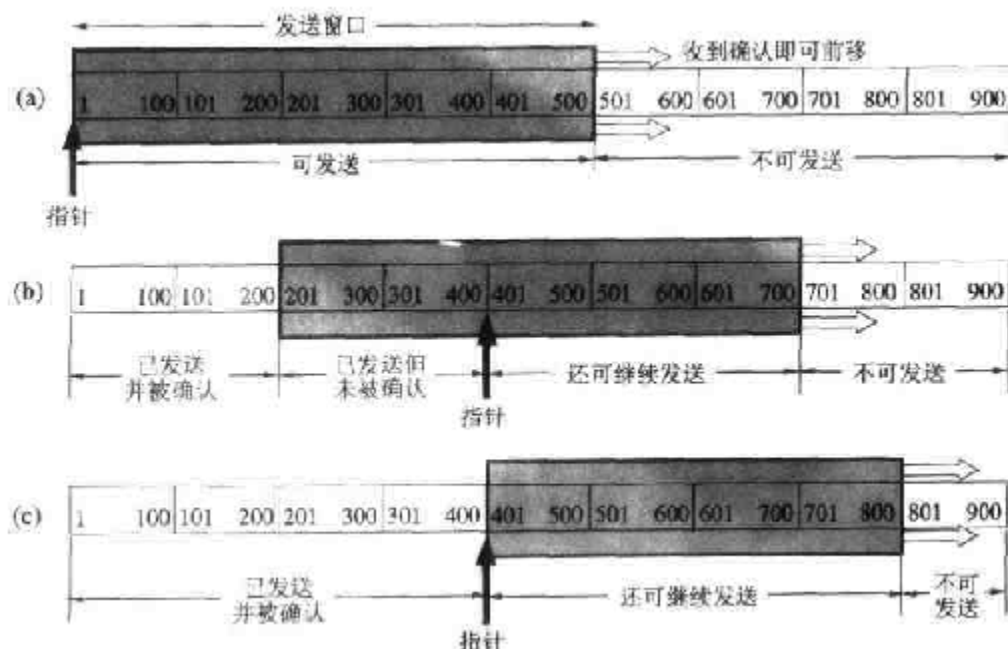 发送窗口
收到确认即可前移
(a) 1 100 101 200 201 300 301 400 401 500 501 600 601 700 701 800 801 900
可发送 不可发送
指针
(b) 1 100 101 200 201 300 301 400 401 500 501 600 601 700 701 800 801 900
已发送 已发送但 还可继续发送 不可发送
并被确认 未被确认
指针
(c) 1 100 101 200 201 300 301 400 401 500 501 600 601 700 701 800 801 900
已发送 还可继续发送 不可
并被确认 发送
指针